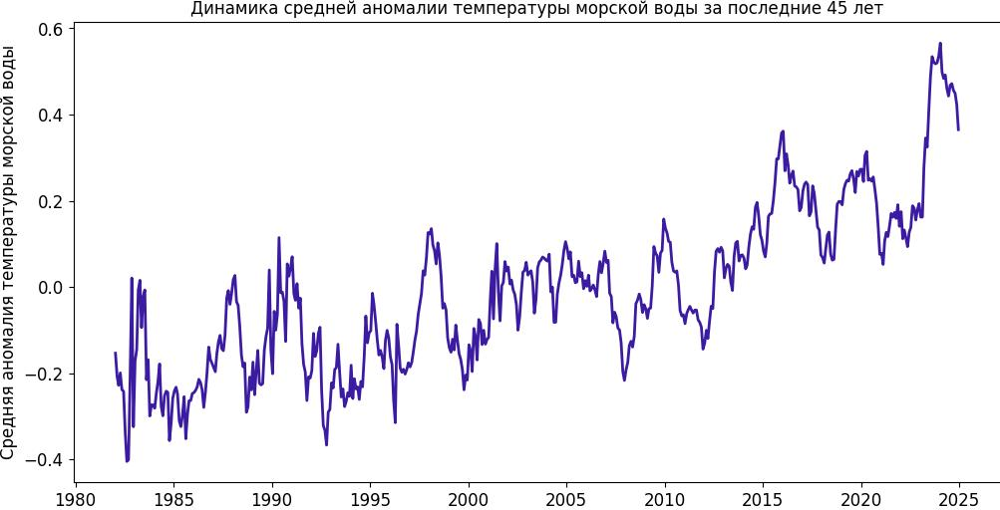 Динамика средней аномалии температуры морской воды за последние 45 лет
Средняя аномалия температуры морской воды
0.6
0.4
0.2
0.0
−0.2
−0.4
1980 1985 1990 1995 2000 2005 2010 2015 2020 2025